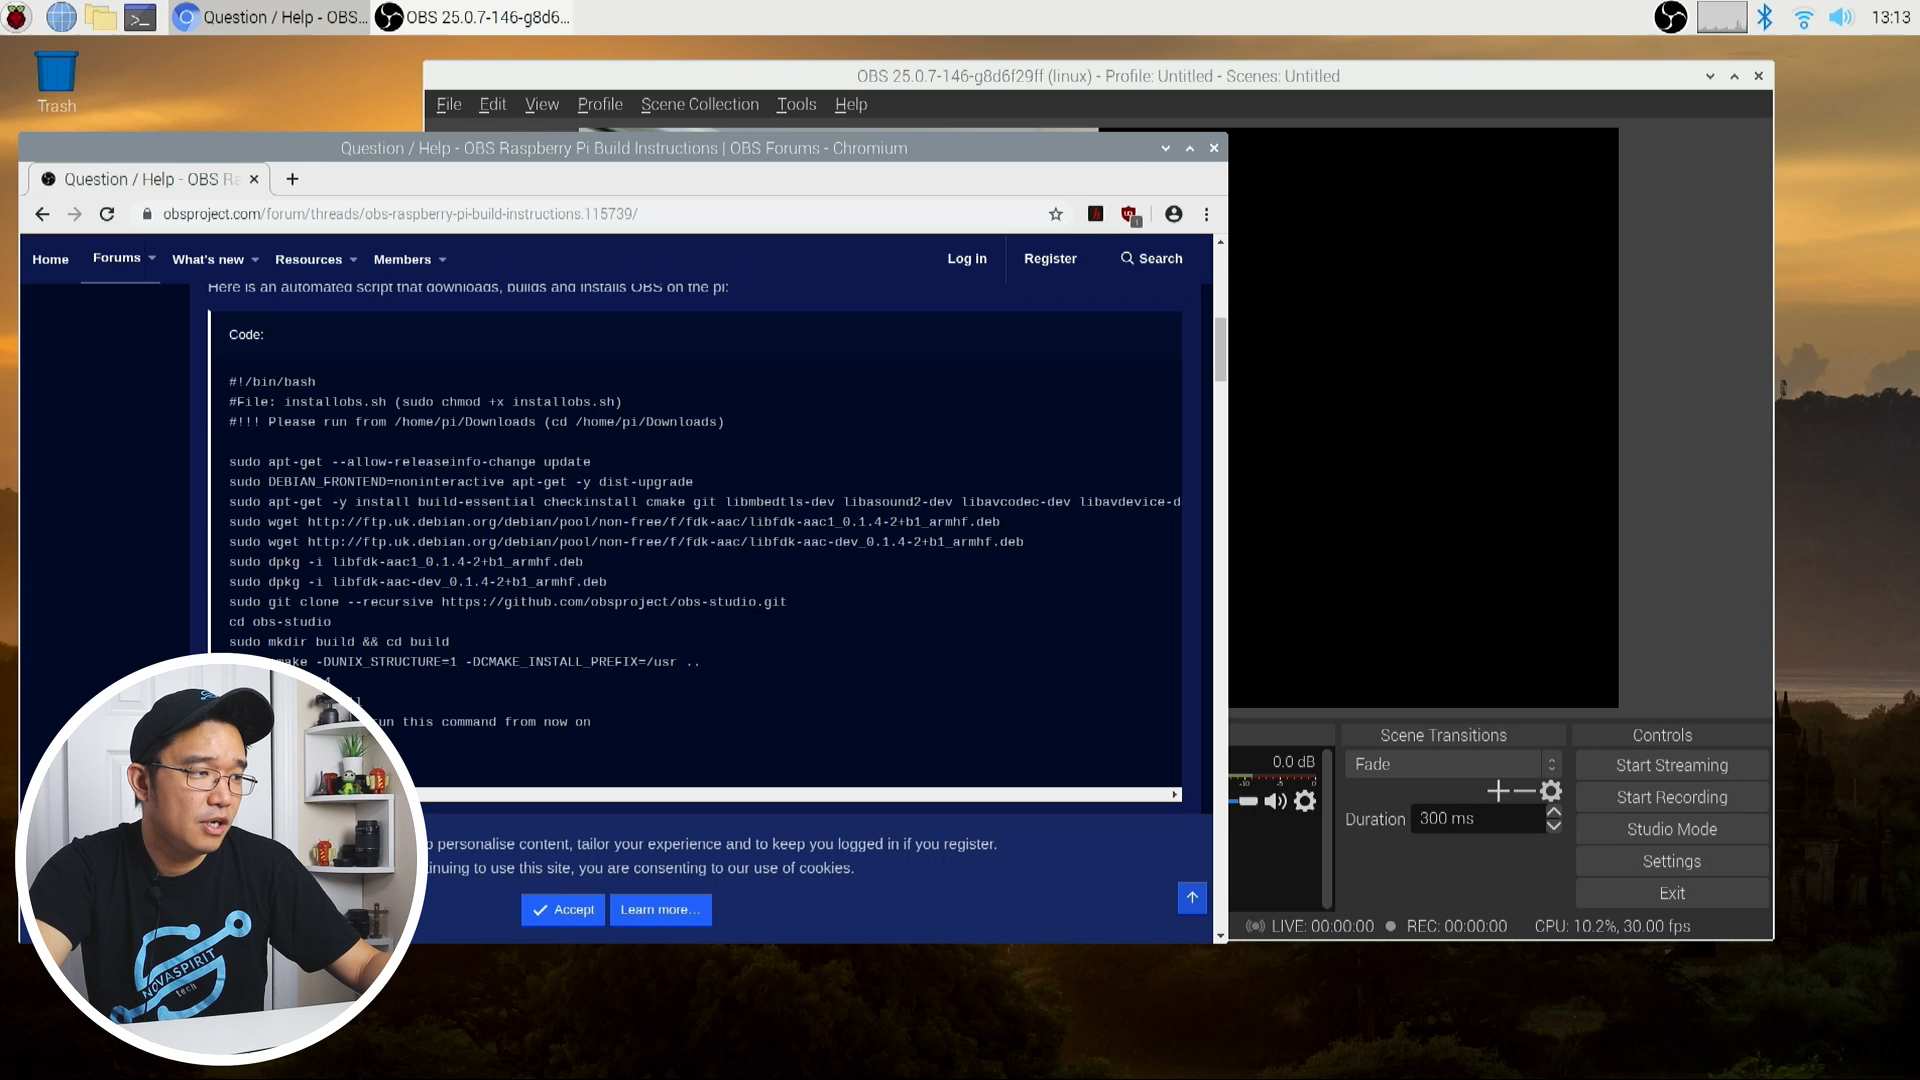 Question / Help - OBS...
OBS 25.0.7-146-g8d6...
13:13
Trash
OBS 25.0.7-146-g8d6f29ff (linux) - Profile: Untitled - Scenes: Untitled
File Edit View Profile Scene Collection Tools Help
Question / Help - OBS Raspberry Pi Build Instructions | OBS Forums - Chromium
Question / Help - OBS Ra
obsproject.com/forum/threads/obs-raspberry-pi-build-instructions.115739/
Home Forums What's new Resources Members Log in Register Search
Here is an automated script that downloads, builds and installs OBS on the pi:
Code:
#!/bin/bash
#File: installobs.sh (sudo chmod +x installobs.sh)
#!!! Please run from /home/pi/Downloads (cd /home/pi/Downloads)
sudo apt-get --allow-releaseinfo-change update
sudo DEBIAN_FRONTEND=noninteractive apt-get -y dist-upgrade
sudo apt-get -y install build-essential checkinstall cmake git libmbedtls-dev libasound2-dev libavcodec-dev libavdevice-d
sudo wget http://ftp.uk.debian.org/debian/pool/non-free/f/fdk-aac/libfdk-aac1_0.1.4-2+b1_armhf.deb
sudo wget http://ftp.uk.debian.org/debian/pool/non-free/f/fdk-aac/libfdk-aac-dev_0.1.4-2+b1_armhf.deb
sudo dpkg -i libfdk-aac1_0.1.4-2+b1_armhf.deb
sudo dpkg -i libfdk-aac-dev_0.1.4-2+b1_armhf.deb
sudo git clone --recursive https://github.com/obsproject/obs-studio.git
cd obs-studio
sudo mkdir build && cd build
make -DUNIX_STRUCTURE=1 -DCMAKE_INSTALL_PREFIX=/usr ..
4
l
un this command from now on
personalise content, tailor your experience and to keep you logged in if you register.
inuing to use this site, you are consenting to our use of cookies.
Accept Learn more...
0.0 dB
Scene Transitions
Fade
Duration 300 ms
Controls
Start Streaming
Start Recording
Studio Mode
Settings
Exit
LIVE: 00:00:00 REC: 00:00:00 CPU: 10.2%, 30.00 fps
NOVASPIRIT
tech